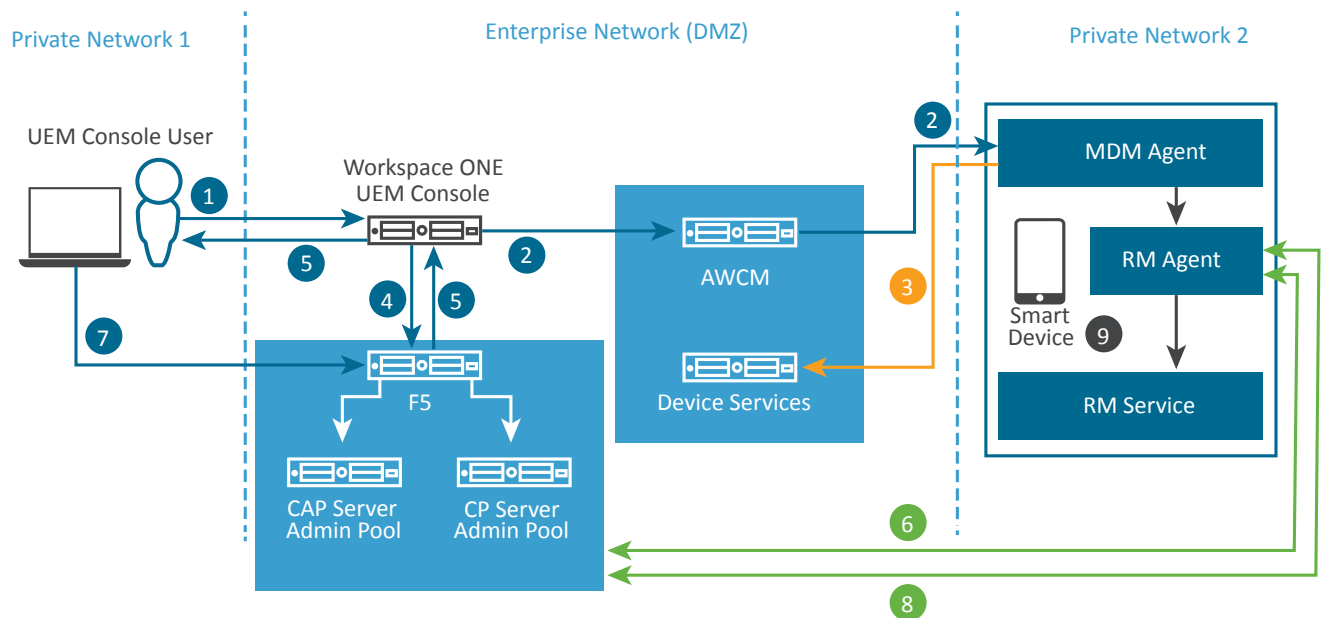 Private Network 1
Enterprise Network (DMZ)
Private Network 2
UEM Console User
Workspace ONE
UEM Console
1
5
2
4
5
7
F5
CAP Server
Admin Pool
CP Server
Admin Pool
AWCM
Device Services
2
3
MDM Agent
RM Agent
Smart
Device
9
RM Service
6
8